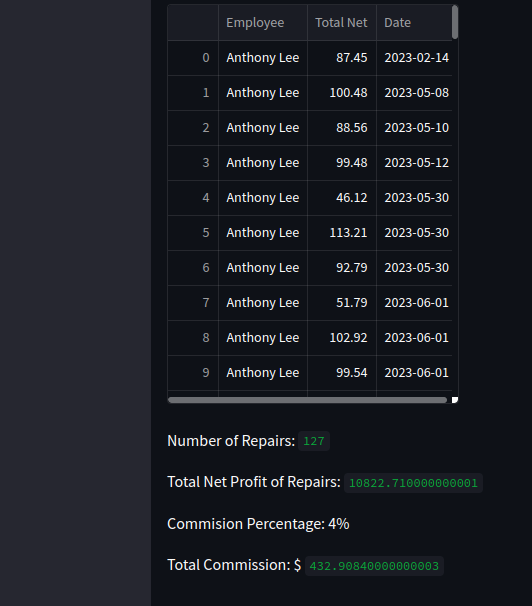 Employee Total Net Date
0 Anthony Lee 87.45 2023-02-14
1 Anthony Lee 100.48 2023-05-08
2 Anthony Lee 88.56 2023-05-10
3 Anthony Lee 99.48 2023-05-12
4 Anthony Lee 46.12 2023-05-30
5 Anthony Lee 113.21 2023-05-30
6 Anthony Lee 92.79 2023-05-30
7 Anthony Lee 51.79 2023-06-01
8 Anthony Lee 102.92 2023-06-01
9 Anthony Lee 99.54 2023-06-01
Number of Repairs: 127
Total Net Profit of Repairs: 10822.710000000001
Commision Percentage: 4%
Total Commission: $ 432.90840000000003